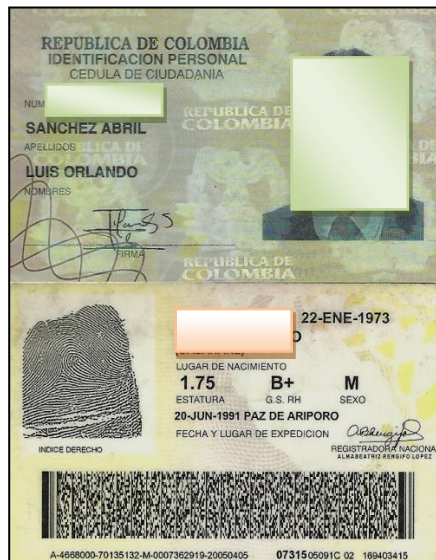 REPUBLICA DE COLOMBIA
IDENTIFICACION PERSONAL
CEDULA DE CIUDADANIA
SANCHEZ ABRIL
APELLIDOS
LUIS ORLANDO
NOMBRES
FIRMA
REPUBLICA DE
COLOMBIA
REPUBLICA DE
COLOMBIA
22-ENE-1973
LUGAR DE NACIMIENTO
1.75 B+ M
ESTATURA G.S. RH SEXO
20-JUN-1991 PAZ DE ARIPORO
FECHA Y LUGAR DE EXPEDICION
INDICE DERECHO
REGISTRADORA NACIONA
ALMABEATRIZ RENGIFO LOPEZ
A-4668000-70135132-M-0007362919-20050405 0731505091C 02 169403415